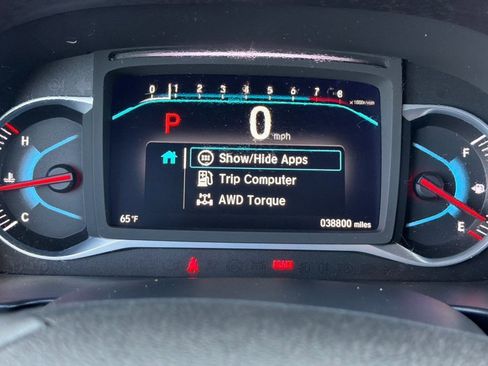 0 1 2 3 4 5 6 7 8
x 1000r/min
P 0 mph
H
F
Show/Hide Apps
Trip Computer
AWD Torque
C
E
65°F
038800 miles